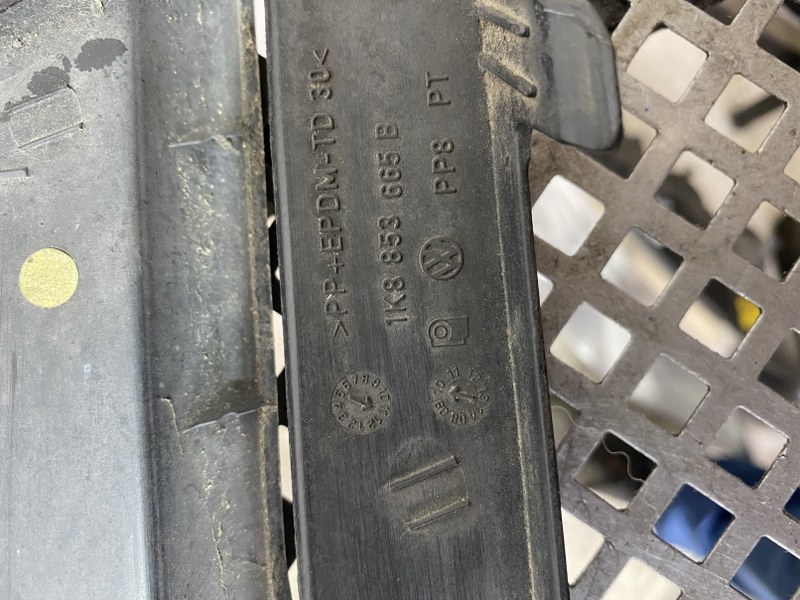 >PP+EPDM-TD 30<
1K8 853 665 B
PP8 PT